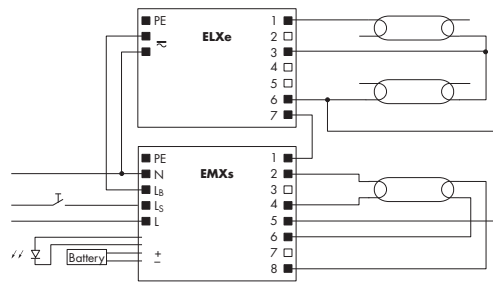 PE ELXe 1
2
≂ 3
4
5
6
7
PE 1
N EMXs 2
LB 3
LS 4
L 5
6
+ 7
Battery − 8